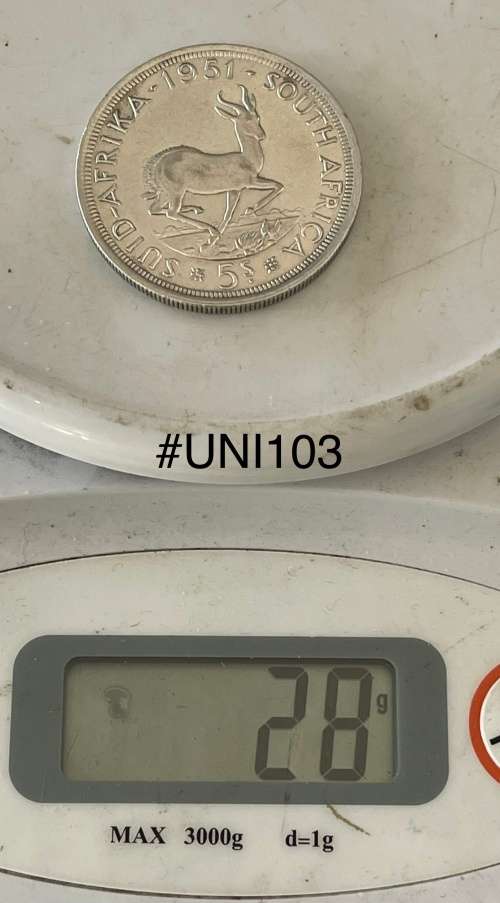 SUID-AFRIKA · 1951 · SOUTH AFRICA
5S
#UNI103
28g
MAX 3000g d=1g